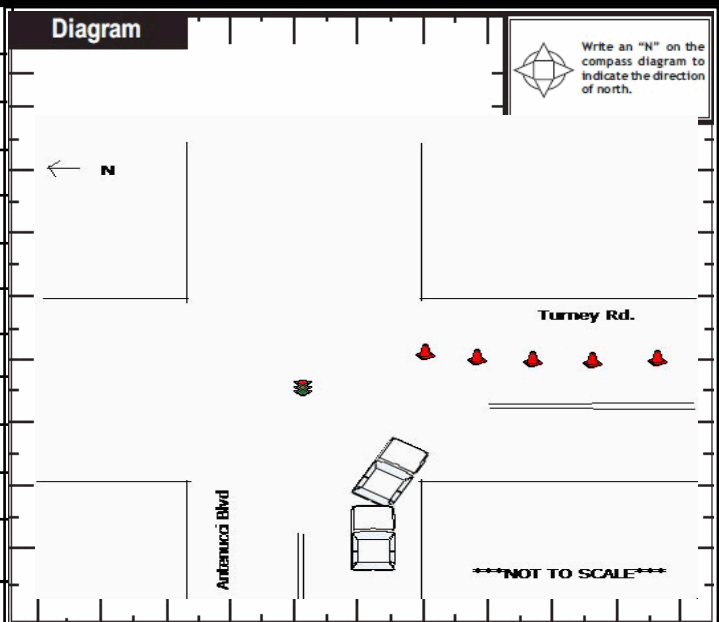 Diagram
Write an "N" on the
compass diagram to
indicate the direction
of north.
N
Turney Rd.
Antenucci Blvd
****NOT TO SCALE****